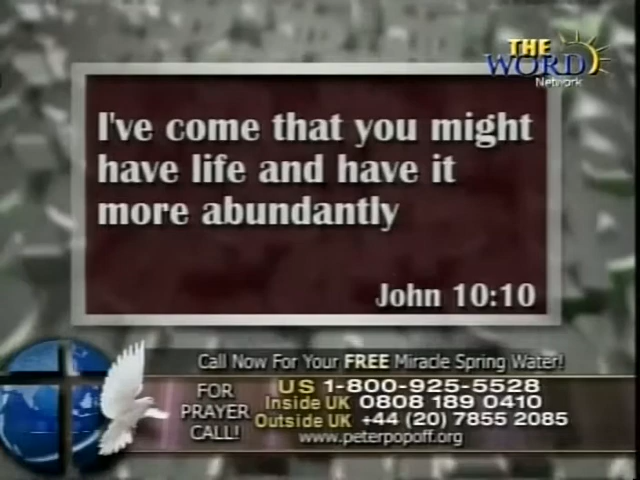 THE
WORD
Network
I've come that you might
have life and have it
more abundantly
John 10:10
Call Now For Your FREE Miracle Spring Water!
FOR
PRAYER
CALL!
US 1-800-925-5528
Inside UK 0808 189 0410
Outside UK +44 (20) 7855 2085
www.peterpopoff.org